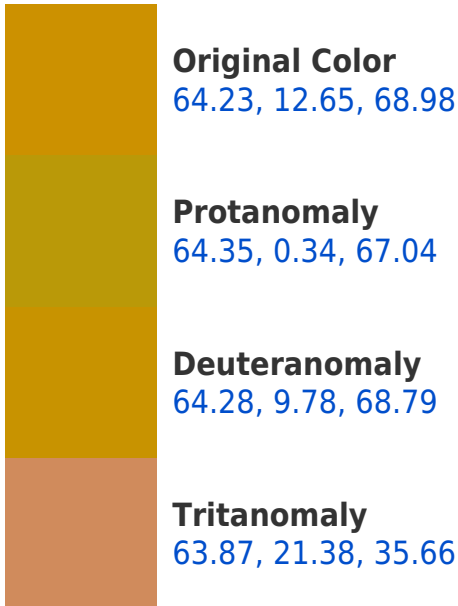 Original Color
64.23, 12.65, 68.98
Protanomaly
64.35, 0.34, 67.04
Deuteranomaly
64.28, 9.78, 68.79
Tritanomaly
63.87, 21.38, 35.66